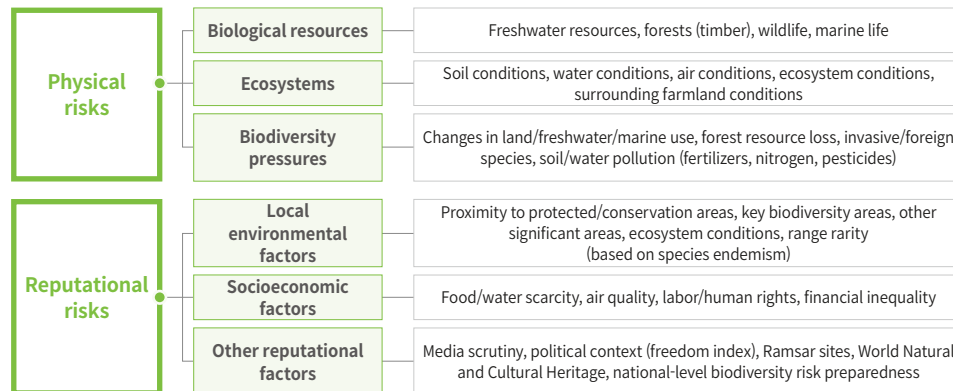 Physical
risks
Biological resources
Freshwater resources, forests (timber), wildlife, marine life
Ecosystems
Soil conditions, water conditions, air conditions, ecosystem conditions,
surrounding farmland conditions
Biodiversity
pressures
Changes in land/freshwater/marine use, forest resource loss, invasive/foreign
species, soil/water pollution (fertilizers, nitrogen, pesticides)
Reputational
risks
Local
environmental
factors
Proximity to protected/conservation areas, key biodiversity areas, other
significant areas, ecosystem conditions, range rarity
(based on species endemism)
Socioeconomic
factors
Food/water scarcity, air quality, labor/human rights, financial inequality
Other reputational
factors
Media scrutiny, political context (freedom index), Ramsar sites, World Natural
and Cultural Heritage, national-level biodiversity risk preparedness